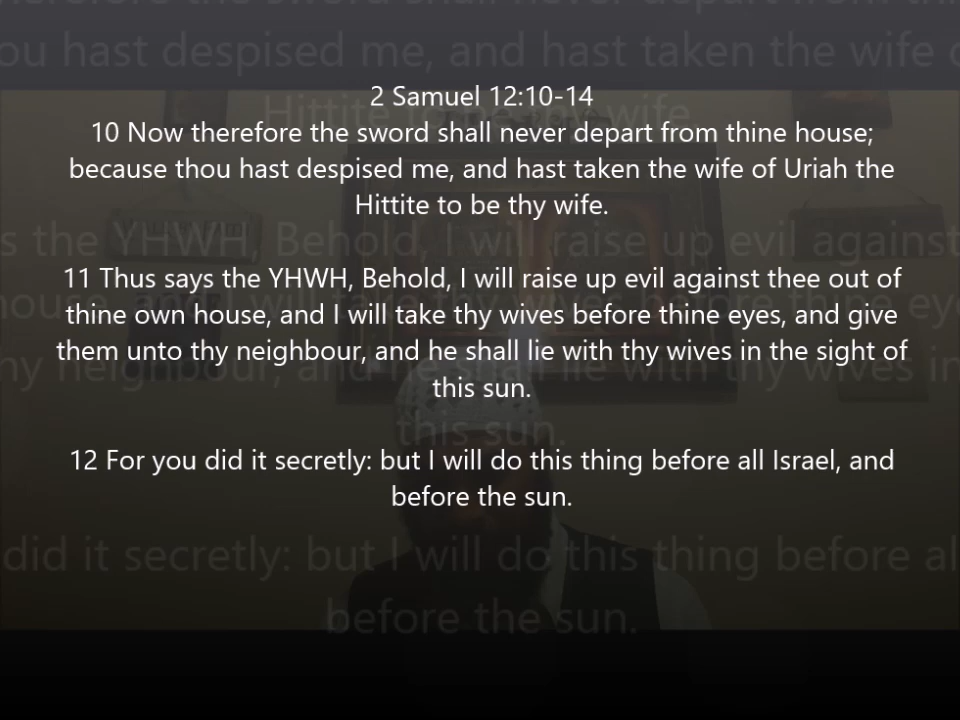 2 Samuel 12:10-14
10 Now therefore the sword shall never depart from thine house;
because thou hast despised me, and hast taken the wife of Uriah the
Hittite to be thy wife.
11 Thus says the YHWH, Behold, I will raise up evil against thee out of
thine own house, and I will take thy wives before thine eyes, and give
them unto thy neighbour, and he shall lie with thy wives in the sight of
this sun.
12 For you did it secretly: but I will do this thing before all Israel, and
before the sun.